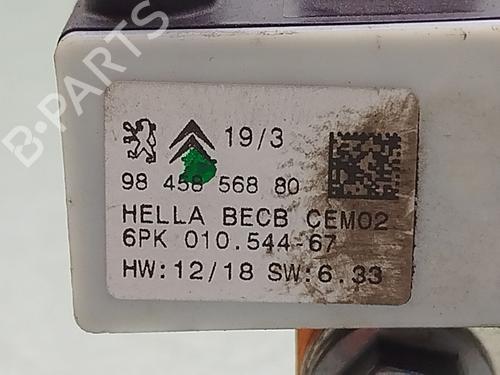 B-PARTS
19/3
98 458 568 80
HELLA BECB CEM02
6PK 010.544-67
HW:12/18 SW:6.33